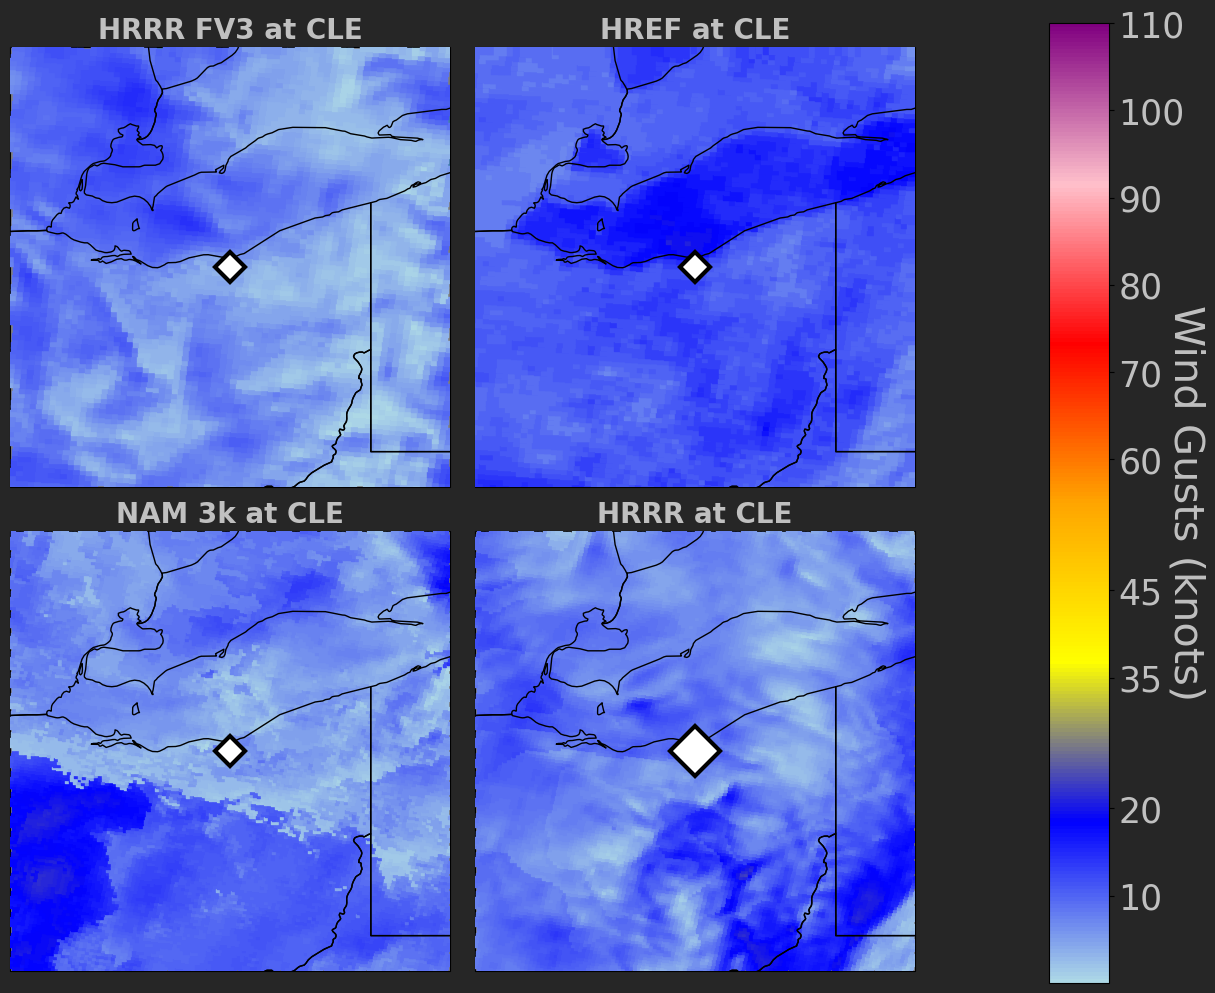 HRRR FV3 at CLE
HREF at CLE
NAM 3k at CLE
HRRR at CLE
110
100
90
80
70
60
45
35
20
10
Wind Gusts (knots)